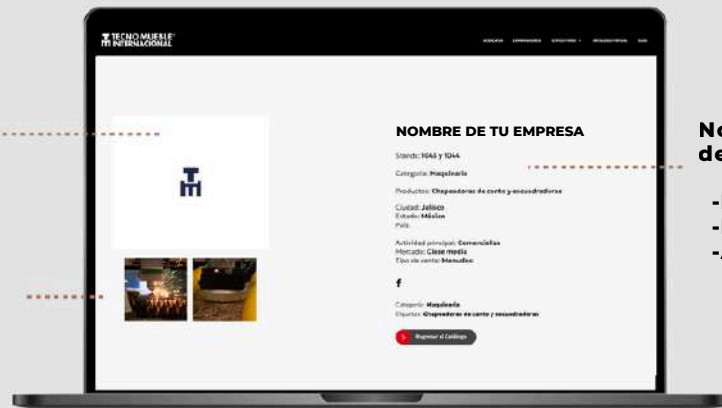 TECNO MUEBLE
INTERNACIONAL
NOMBRE DE TU EMPRESA
Stands: 1043 y 1044
Categoría: Maquinaria
Productos: Chapeadoras de canto y escuadradoras
Ciudad: Jalisco
Estado: México
País:
Actividad principal: Comerciliza
Mercado: Clase media
Tipo de venta: Menudeo
f
Categoría: Maquinaria
Etiquetas: Chapeadoras de canto y escuadradoras
Regresar al Catálogo
No
de